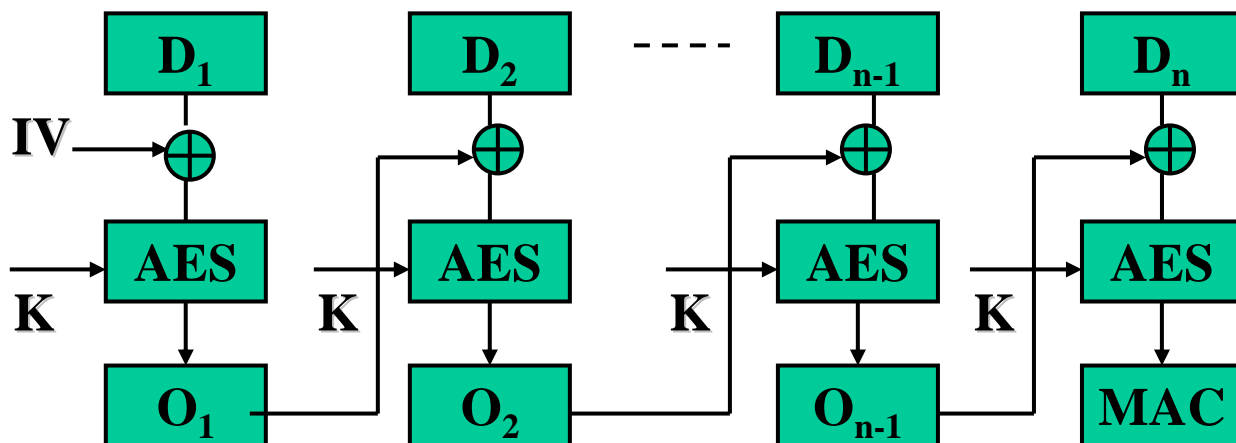 D₁ D₂ Dₙ₋₁ Dₙ
IV
AES AES AES AES
K K K K
O₁ O₂ Oₙ₋₁ MAC